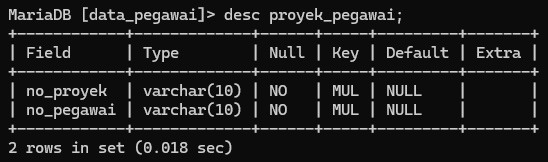 MariaDB [data_pegawai]> desc proyek_pegawai;
+------------+-------------+------+-----+---------+-------+
| Field      | Type        | Null | Key | Default | Extra |
+------------+-------------+------+-----+---------+-------+
| no_proyek  | varchar(10) | NO   | MUL | NULL    |       |
| no_pegawai | varchar(10) | NO   | MUL | NULL    |       |
+------------+-------------+------+-----+---------+-------+
2 rows in set (0.018 sec)